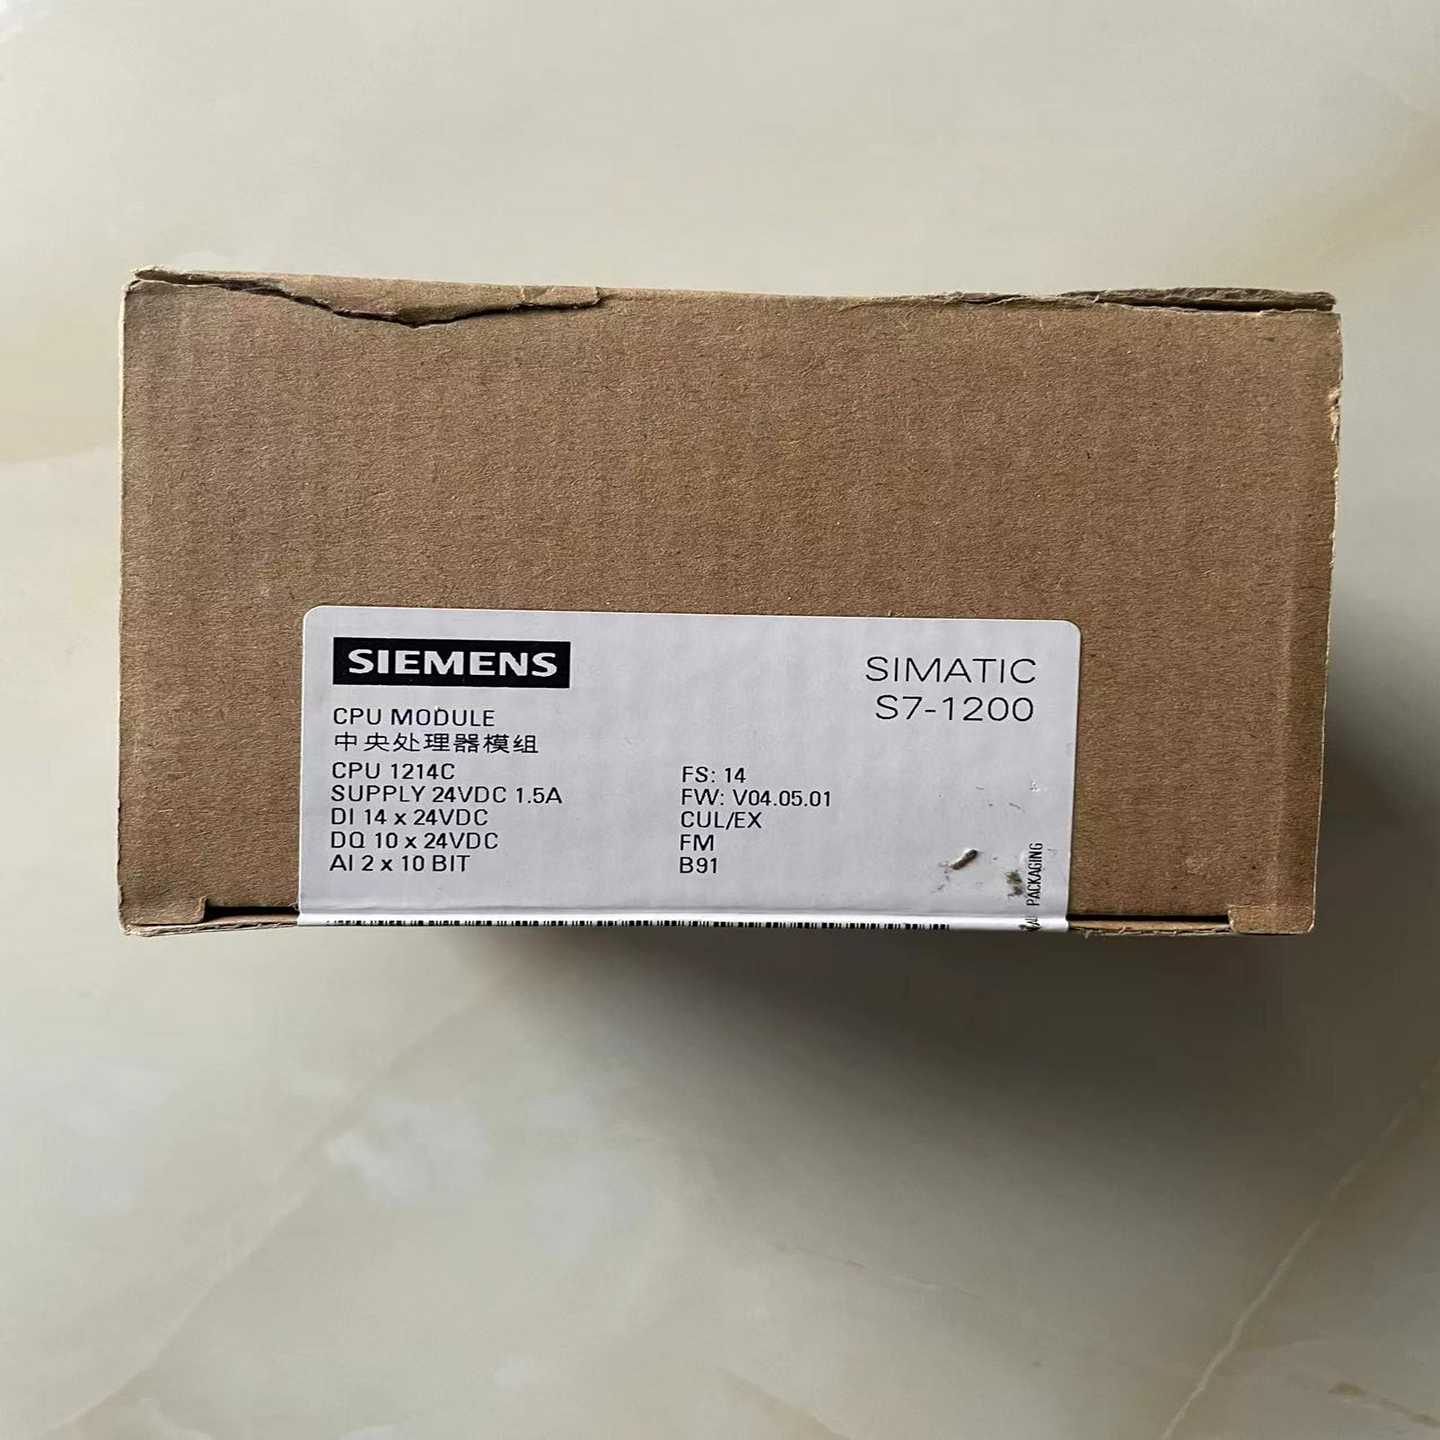 SIEMENS
SIMATIC
S7-1200
CPU MODULE
中央处理器模组
CPU 1214C
SUPPLY 24VDC 1.5A
DI 14 x 24VDC
DQ 10 x 24VDC
AI 2 x 10 BIT
FS: 14
FW: V04.05.01
CUL/EX
FM
B91
PACKAGING